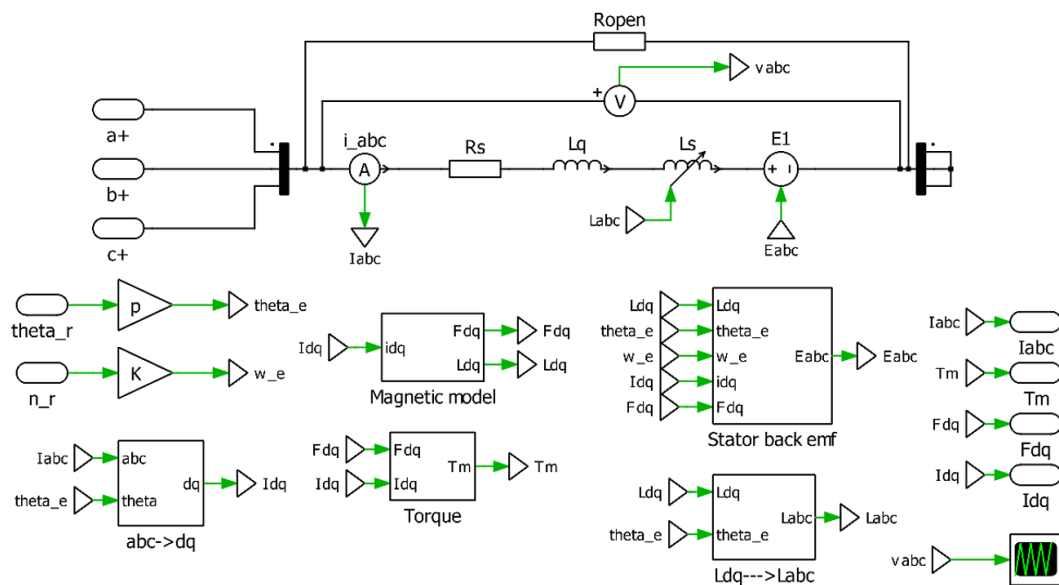 Ropen
v abc
+
V
a+
i_abc
Rs
Lq
Ls
E1
A
+
b+
Labc
c+
Iabc
Eabc
theta_r
p
theta_e
n_r
K
w_e
Idq
idq
Fdq
Fdq
Ldq
Ldq
Magnetic model
Ldq
Ldq
theta_e
theta_e
w_e
w_e
Eabc
Eabc
Idq
idq
Fdq
Fdq
Stator back emf
Iabc
Iabc
Tm
Tm
Fdq
Fdq
Idq
Idq
Iabc
abc
dq
Idq
theta_e
theta
abc->dq
Fdq
Fdq
Tm
Tm
Idq
Idq
Torque
Ldq
Ldq
Labc
Labc
theta_e
theta_e
Ldq--->Labc
v abc